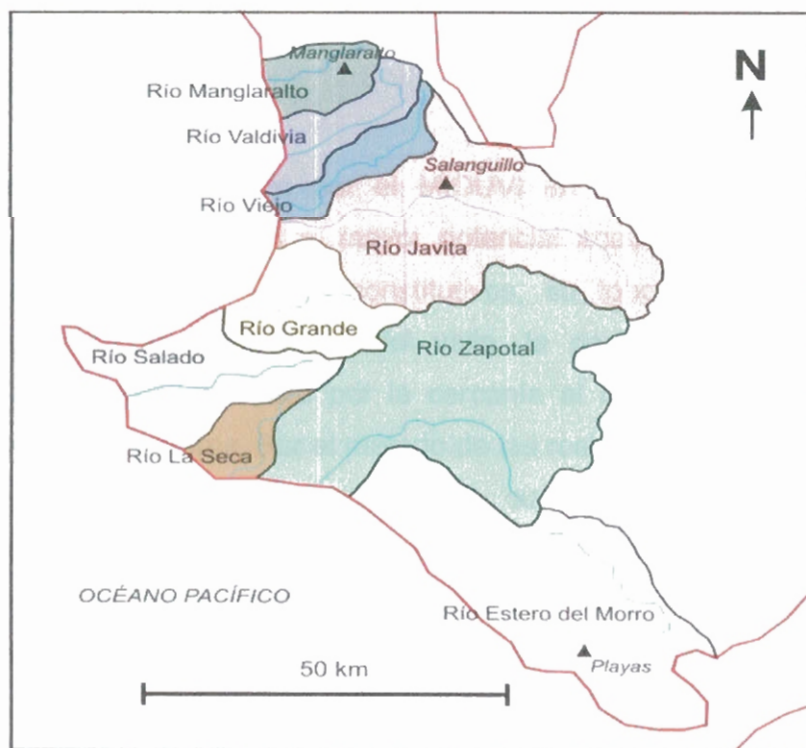 Manglaralto
N
Río Manglaralto
Río Valdivia
Salanguillo
Río Viejo
Río Javita
Río Grande
Río Zapotal
Río Salado
Río La Seca
OCÉANO PACÍFICO
Río Estero del Morro
Playas
50 km